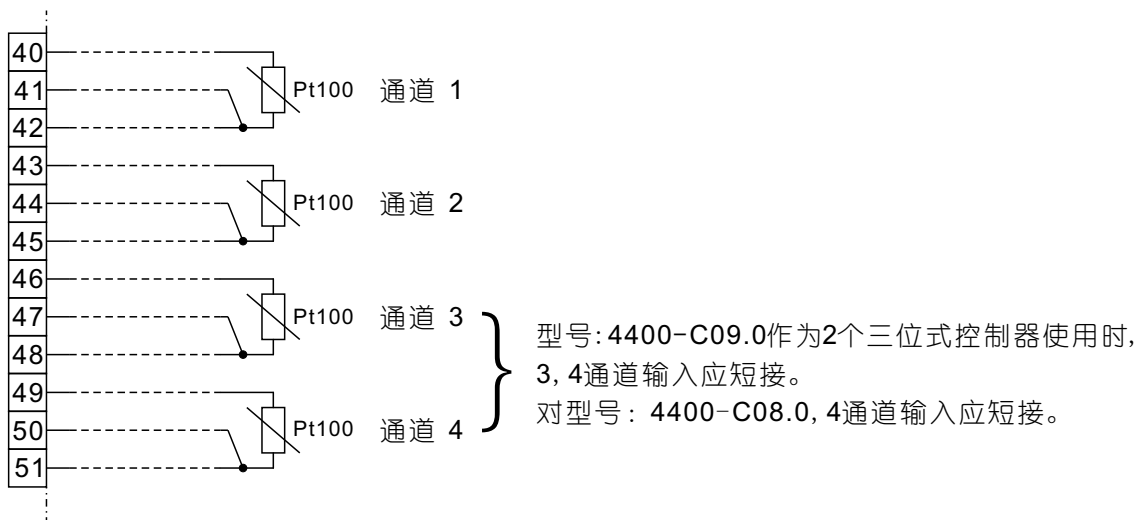 40
41
Pt100 通道 1
42
43
44
Pt100 通道 2
45
46
47
Pt100 通道 3
48
49
50
Pt100 通道 4
51
型号:4400-C09.0作为2个三位式控制器使用时,
3,4通道输入应短接。
对型号: 4400-C08.0,4通道输入应短接。